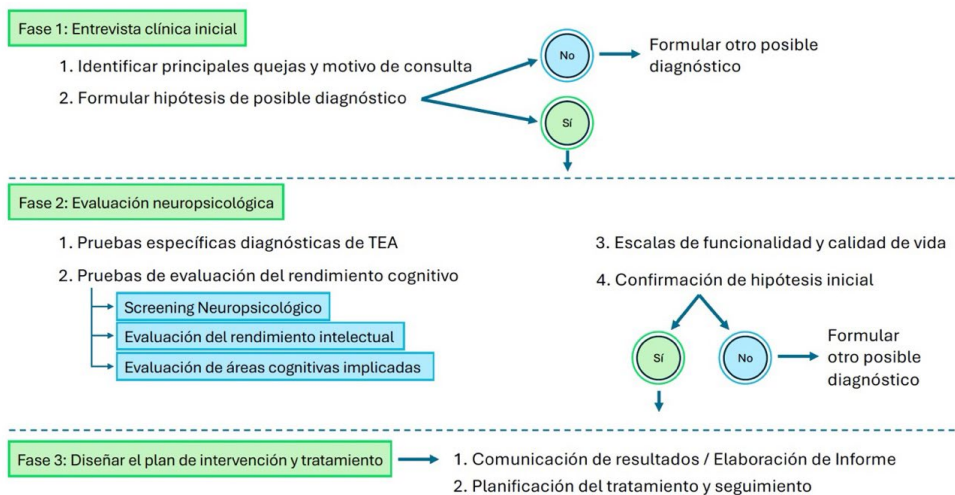 Fase 1: Entrevista clínica inicial
1. Identificar principales quejas y motivo de consulta
2. Formular hipótesis de posible diagnóstico
No
Formular otro posible
diagnóstico
Sí
Fase 2: Evaluación neuropsicológica
1. Pruebas específicas diagnósticas de TEA
2. Pruebas de evaluación del rendimiento cognitivo
Screening Neuropsicológico
Evaluación del rendimiento intelectual
Evaluación de áreas cognitivas implicadas
3. Escalas de funcionalidad y calidad de vida
4. Confirmación de hipótesis inicial
Sí
No
Formular
otro posible
diagnóstico
Fase 3: Diseñar el plan de intervención y tratamiento
1. Comunicación de resultados / Elaboración de Informe
2. Planificación del tratamiento y seguimiento